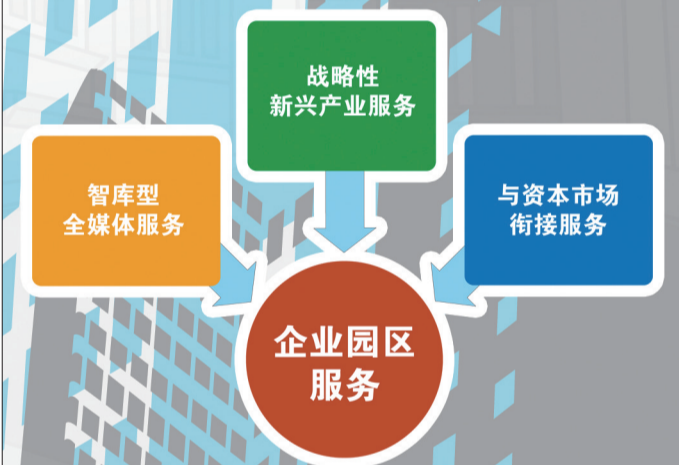 战略性
新兴产业服务
智库型
全媒体服务
与资本市场
衔接服务
企业园区
服务